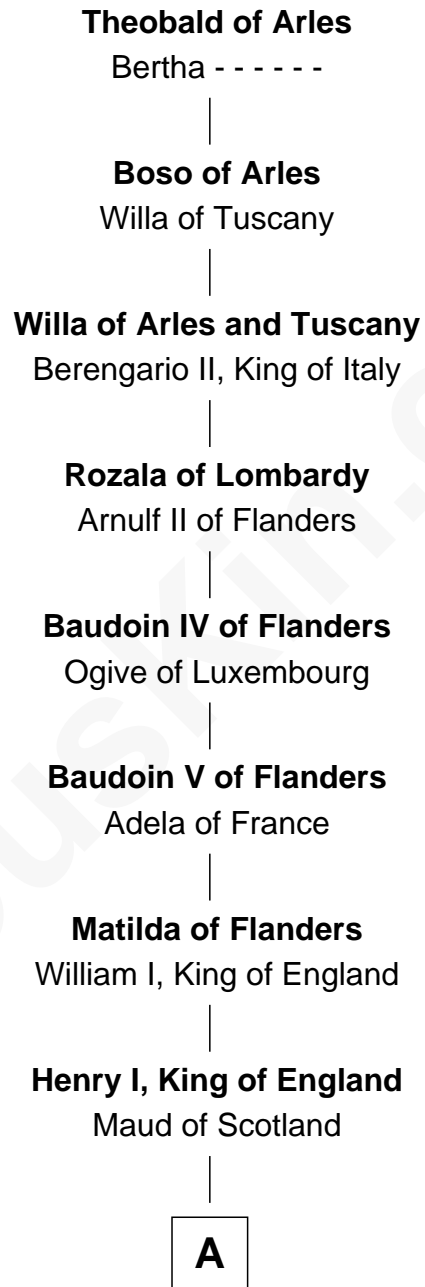 Theobald of Arles
Bertha - - - - - -
Boso of Arles
Willa of Tuscany
Willa of Arles and Tuscany
Berengario II, King of Italy
Rozala of Lombardy
Arnulf II of Flanders
Baudoin IV of Flanders
Ogive of Luxembourg
Baudoin V of Flanders
Adela of France
Matilda of Flanders
William I, King of England
Henry I, King of England
Maud of Scotland
A